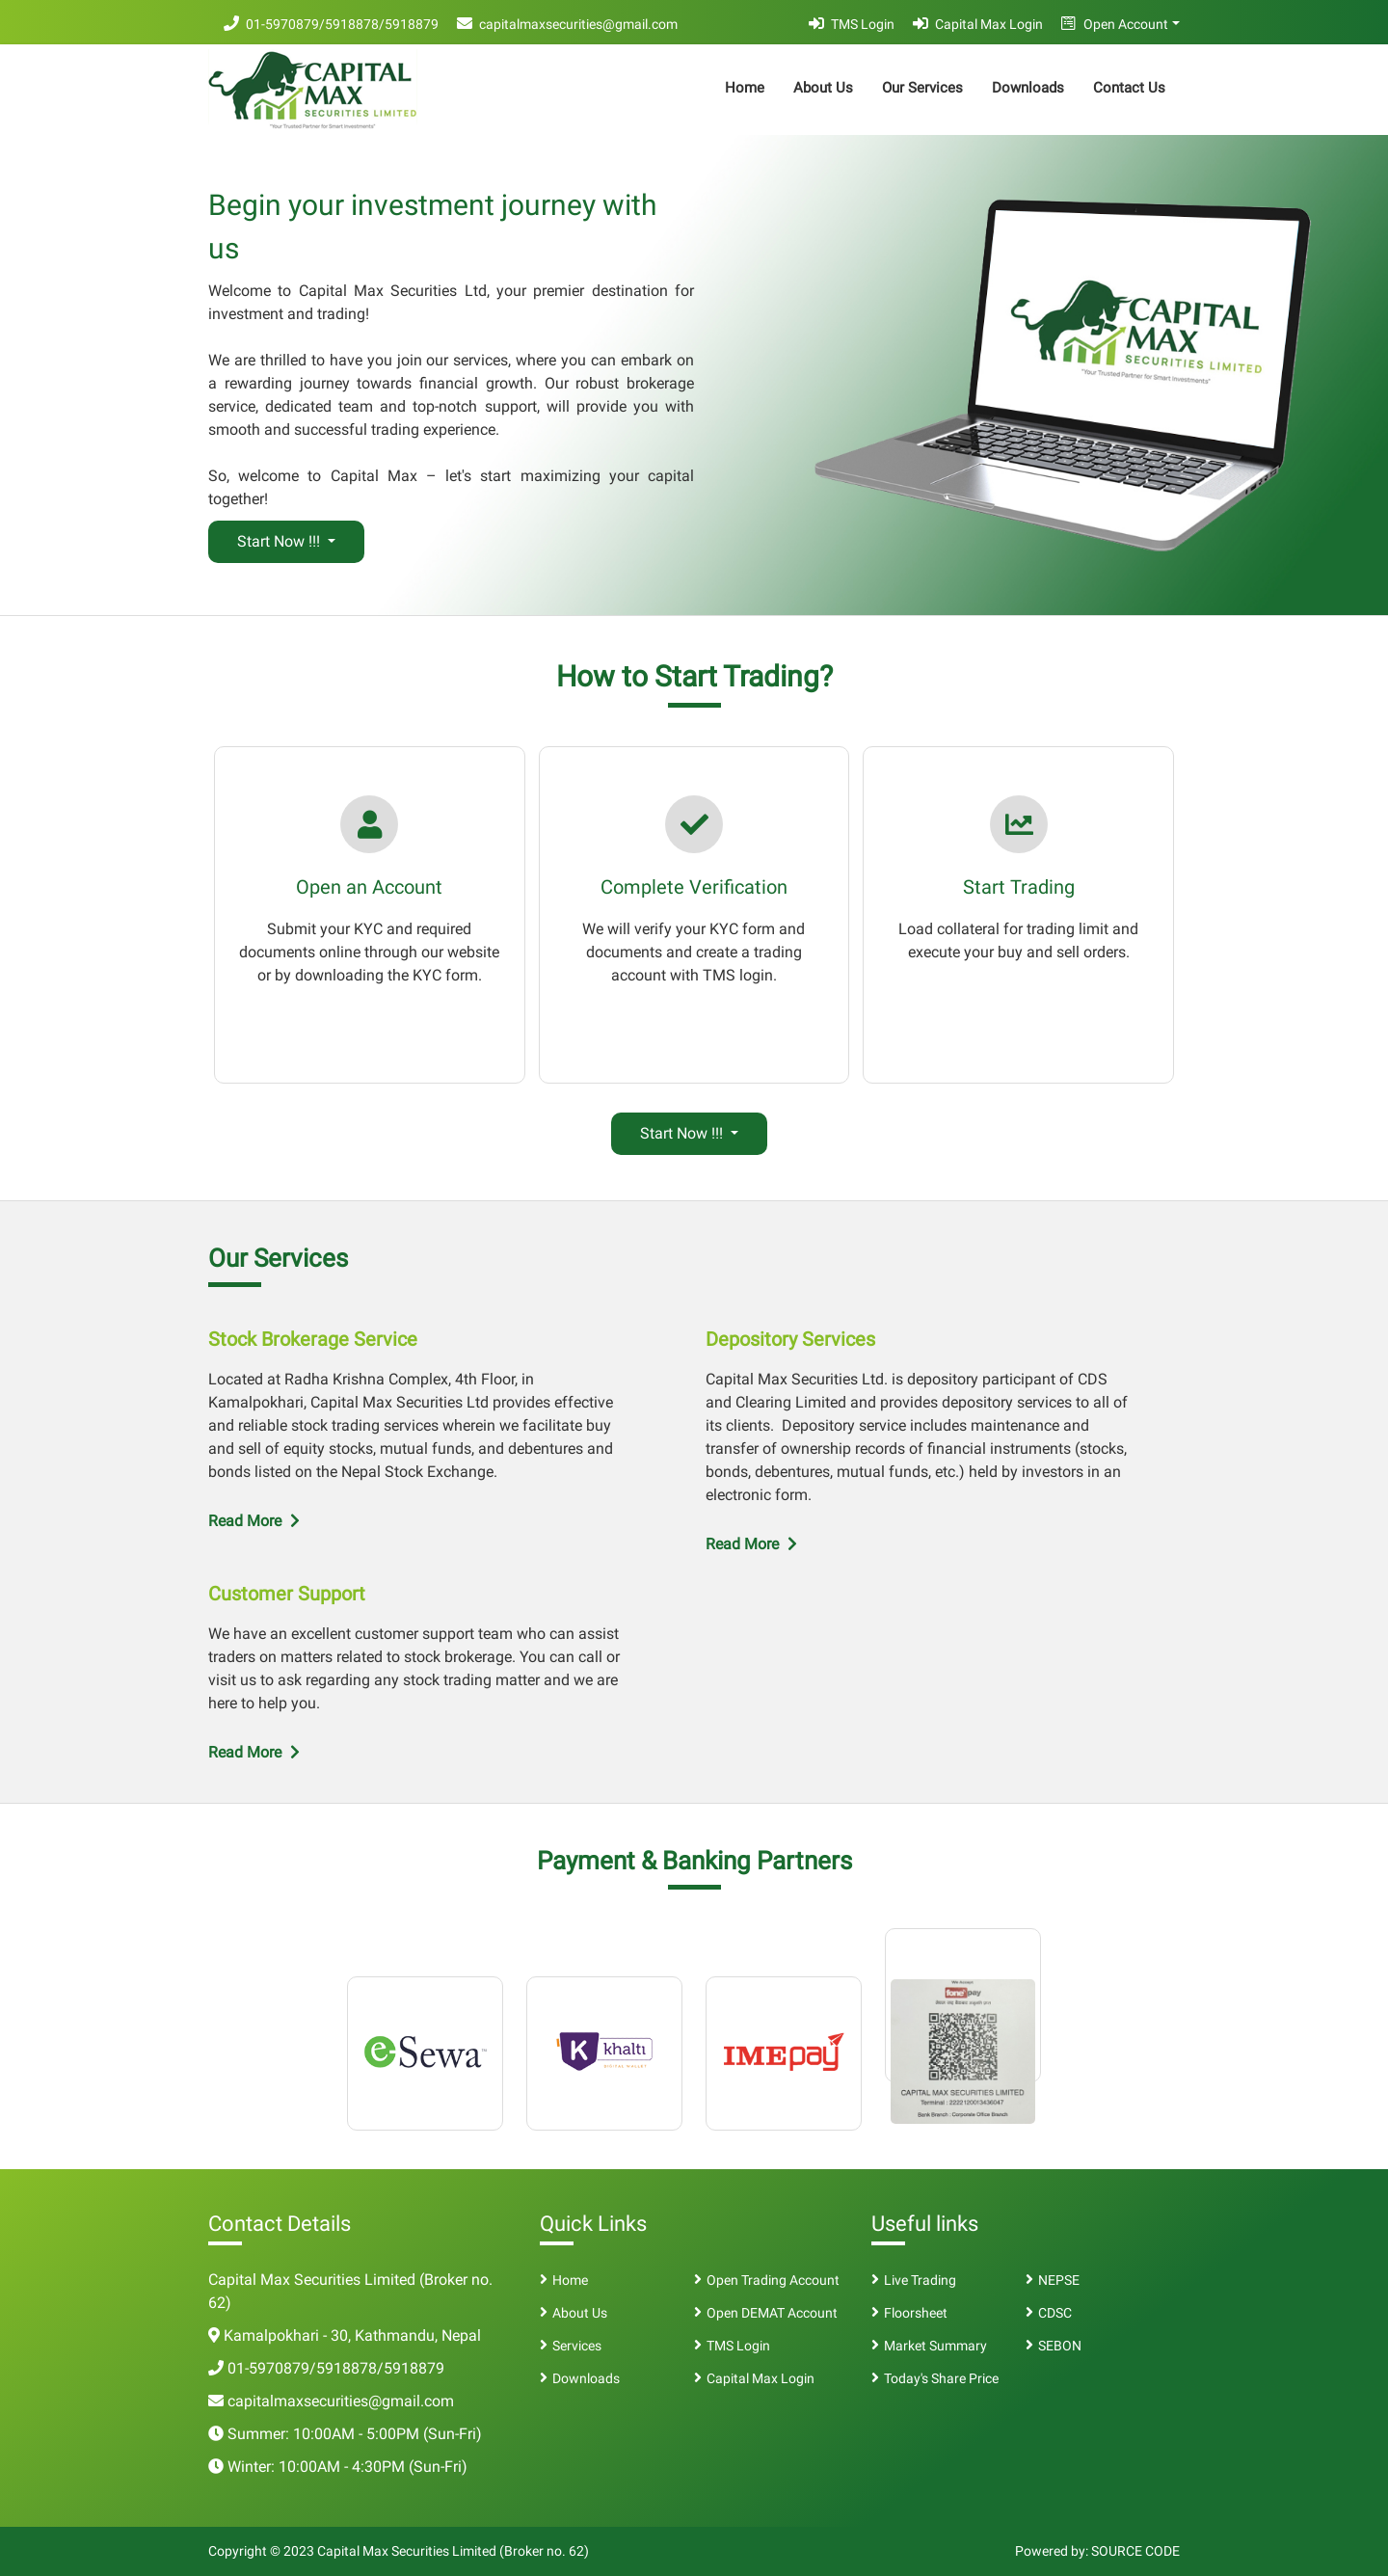 01-5970879/5918878/5918879 capitalmaxsecurities@gmail.com TMS Login Capital Max Login Open Account
CAPITAL
MAX
SECURITIES LIMITED
"Your Trusted Partner for Smart Investments"
Home About Us Our Services Downloads Contact Us
Begin your investment journey with
us
Welcome to Capital Max Securities Ltd, your premier destination for
investment and trading!
We are thrilled to have you join our services, where you can embark on
a rewarding journey towards financial growth. Our robust brokerage
service, dedicated team and top-notch support, will provide you with
smooth and successful trading experience.
So, welcome to Capital Max – let's start maximizing your capital
together!
Start Now !!!
CAPITAL
MAX
SECURITIES LIMITED
"Your Trusted Partner for Smart Investments"
How to Start Trading?
Open an Account
Submit your KYC and required
documents online through our website
or by downloading the KYC form.
Complete Verification
We will verify your KYC form and
documents and create a trading
account with TMS login.
Start Trading
Load collateral for trading limit and
execute your buy and sell orders.
Start Now !!!
Our Services
Stock Brokerage Service
Located at Radha Krishna Complex, 4th Floor, in
Kamalpokhari, Capital Max Securities Ltd provides effective
and reliable stock trading services wherein we facilitate buy
and sell of equity stocks, mutual funds, and debentures and
bonds listed on the Nepal Stock Exchange.
Read More
Depository Services
Capital Max Securities Ltd. is depository participant of CDS
and Clearing Limited and provides depository services to all of
its clients.  Depository service includes maintenance and
transfer of ownership records of financial instruments (stocks,
bonds, debentures, mutual funds, etc.) held by investors in an
electronic form.
Read More
Customer Support
We have an excellent customer support team who can assist
traders on matters related to stock brokerage. You can call or
visit us to ask regarding any stock trading matter and we are
here to help you.
Read More
Payment & Banking Partners
eSewa™
K khalti
DIGITAL WALLET
IMEpay
We Accept
fonepay
CAPITAL MAX SECURITIES LIMITED
Terminal : 2222120013436047
Bank Branch : Corporate Office Branch
Contact Details
Capital Max Securities Limited (Broker no.
62)
Kamalpokhari - 30, Kathmandu, Nepal
01-5970879/5918878/5918879
capitalmaxsecurities@gmail.com
Summer: 10:00AM - 5:00PM (Sun-Fri)
Winter: 10:00AM - 4:30PM (Sun-Fri)
Quick Links
Home Open Trading Account
About Us Open DEMAT Account
Services TMS Login
Downloads Capital Max Login
Useful links
Live Trading NEPSE
Floorsheet CDSC
Market Summary SEBON
Today's Share Price
Copyright © 2023 Capital Max Securities Limited (Broker no. 62) Powered by: SOURCE CODE